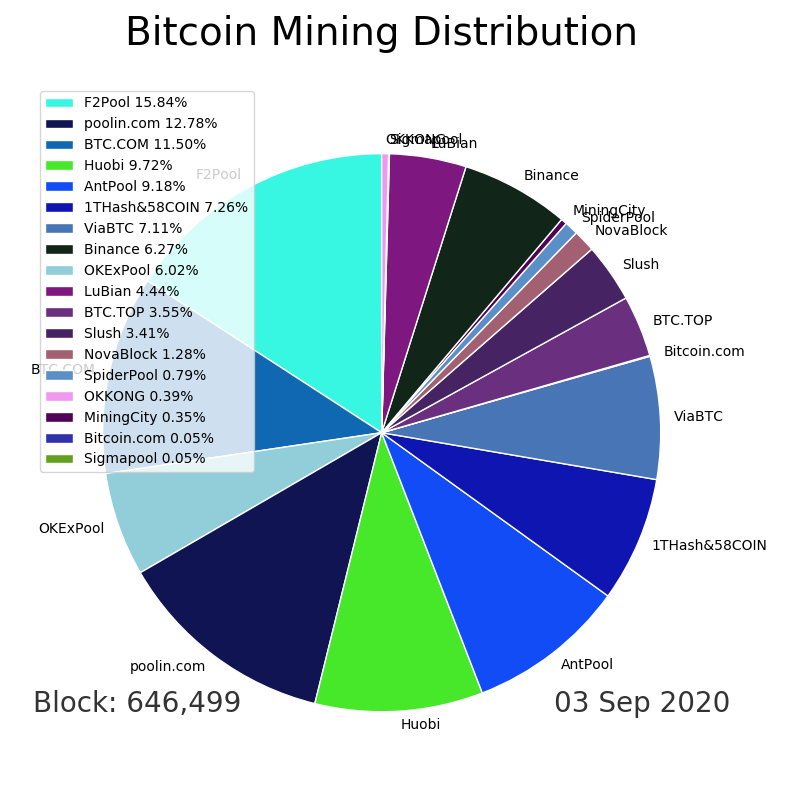 Bitcoin Mining Distribution
F2Pool 15.84%
poolin.com 12.78%
BTC.COM 11.50%
Huobi 9.72%
AntPool 9.18%
1THash&58COIN 7.26%
ViaBTC 7.11%
Binance 6.27%
OKExPool 6.02%
LuBian 4.44%
BTC.TOP 3.55%
Slush 3.41%
NovaBlock 1.28%
SpiderPool 0.79%
OKKONG 0.39%
MiningCity 0.35%
Bitcoin.com 0.05%
Sigmapool 0.05%
OKKONG
Sigmapool
LuBian
Binance
MiningCity
SpiderPool
NovaBlock
Slush
BTC.TOP
Bitcoin.com
ViaBTC
1THash&58COIN
AntPool
Huobi
poolin.com
OKExPool
BTC.COM
F2Pool
Block: 646,499
03 Sep 2020